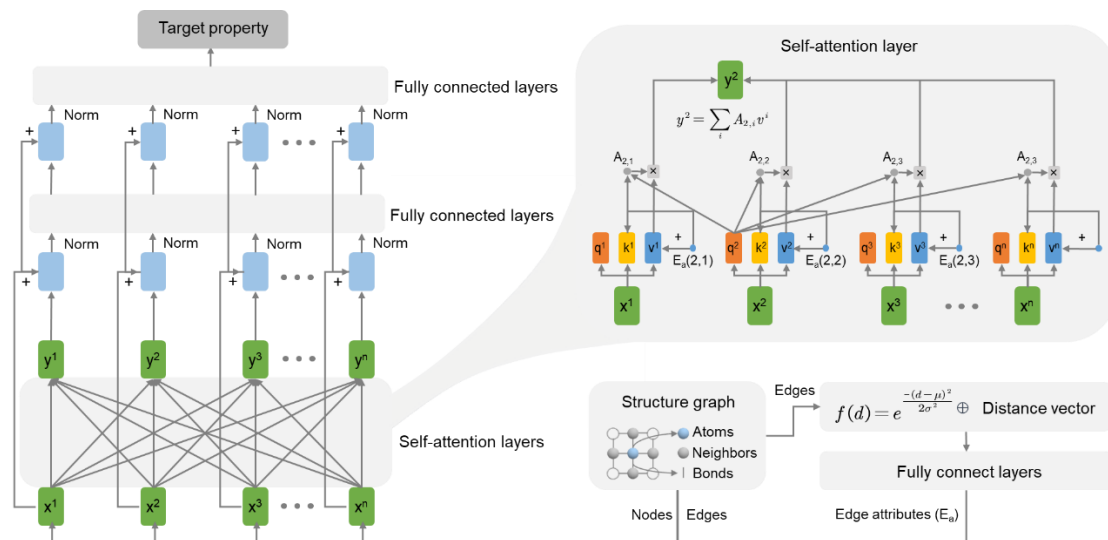 Target property
Fully connected layers
Norm Norm Norm Norm
+ + + +
Fully connected layers
Norm Norm Norm Norm
+ + + +
y¹ y² y³ yⁿ
Self-attention layers
x¹ x² x³ xⁿ
Self-attention layer
y²
y² = ∑ᵢ A₂,ᵢ vⁱ
A₂,₁ A₂,₂ A₂,₃ A₂,₃
× × × ×
+ + + +
q¹ k¹ v¹ q² k² v² q³ k³ v³ qⁿ kⁿ vⁿ
Eₐ(2,1) Eₐ(2,2) Eₐ(2,3)
x¹ x² x³ xⁿ
Structure graph
Atoms
Neighbors
Bonds
Edges
f(d) = e^(−(d−μ)²/2σ²) ⊕ Distance vector
Fully connect layers
Nodes Edges
Edge attributes (Eₐ)